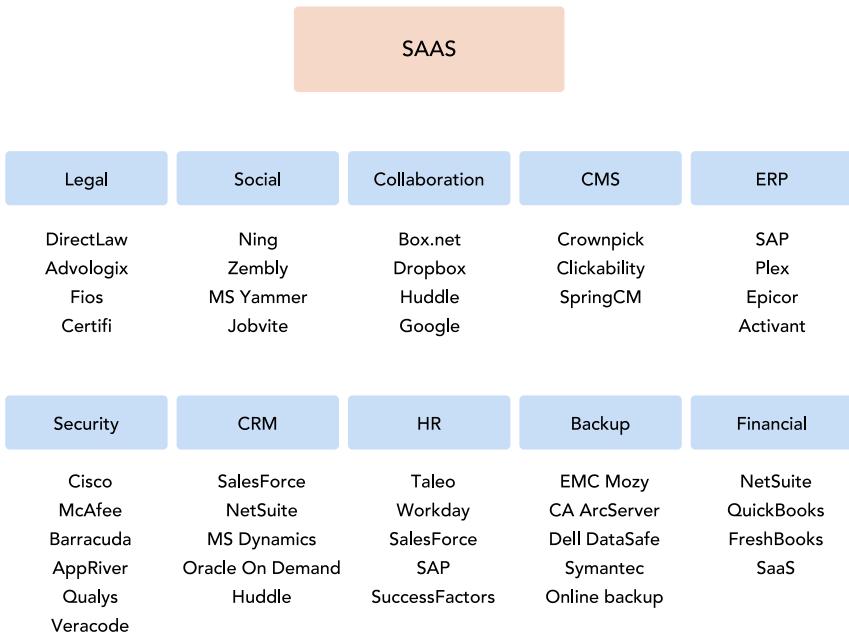 SAAS
Legal
DirectLaw
Advologix
Fios
Certifi
Social
Ning
Zembly
MS Yammer
Jobvite
Collaboration
Box.net
Dropbox
Huddle
Google
CMS
Crownpick
Clickability
SpringCM
ERP
SAP
Plex
Epicor
Activant
Security
Cisco
McAfee
Barracuda
AppRiver
Qualys
Veracode
CRM
SalesForce
NetSuite
MS Dynamics
Oracle On Demand
Huddle
HR
Taleo
Workday
SalesForce
SAP
SuccessFactors
Backup
EMC Mozy
CA ArcServer
Dell DataSafe
Symantec
Online backup
Financial
NetSuite
QuickBooks
FreshBooks
SaaS